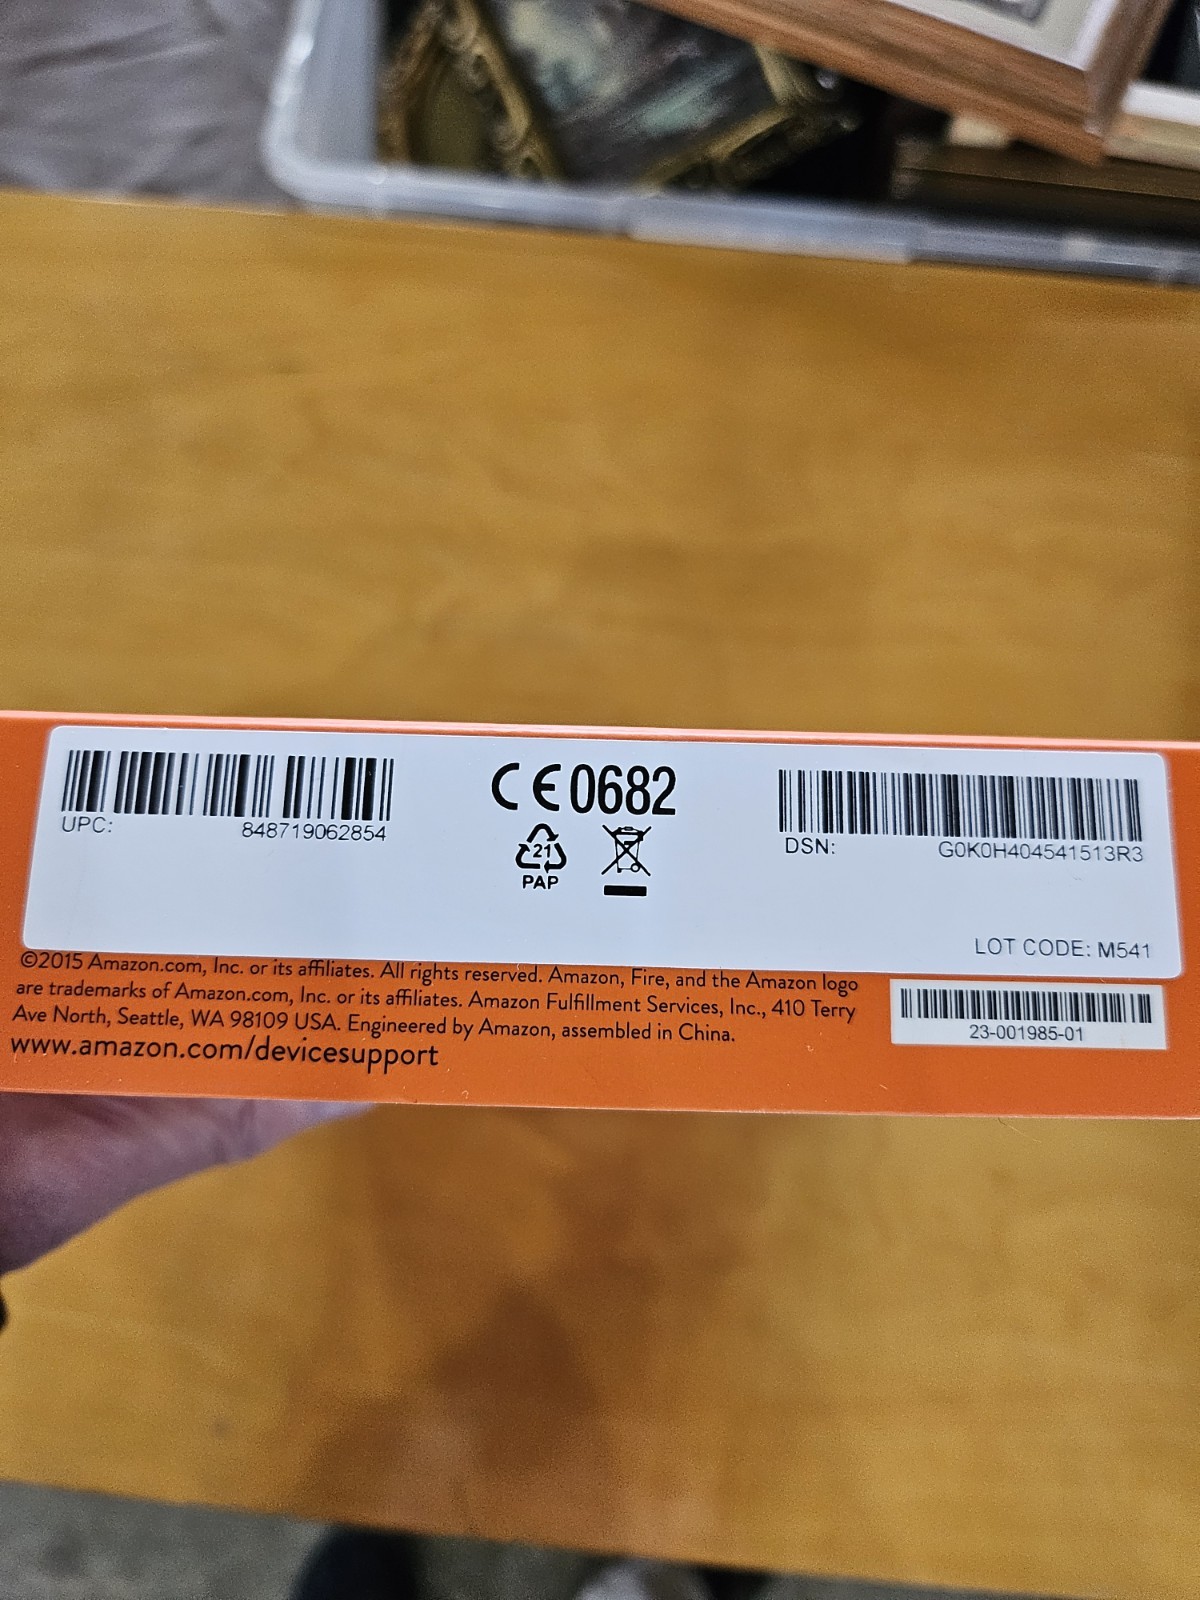 UPC: 848719062854
CE0682
21
PAP
DSN: G0K0H404541513R3
LOT CODE: M541
©2015 Amazon.com, Inc. or its affiliates. All rights reserved. Amazon, Fire, and the Amazon logo
are trademarks of Amazon.com, Inc. or its affiliates. Amazon Fulfillment Services, Inc., 410 Terry
Ave North, Seattle, WA 98109 USA. Engineered by Amazon, assembled in China.
www.amazon.com/devicesupport
23-001985-01